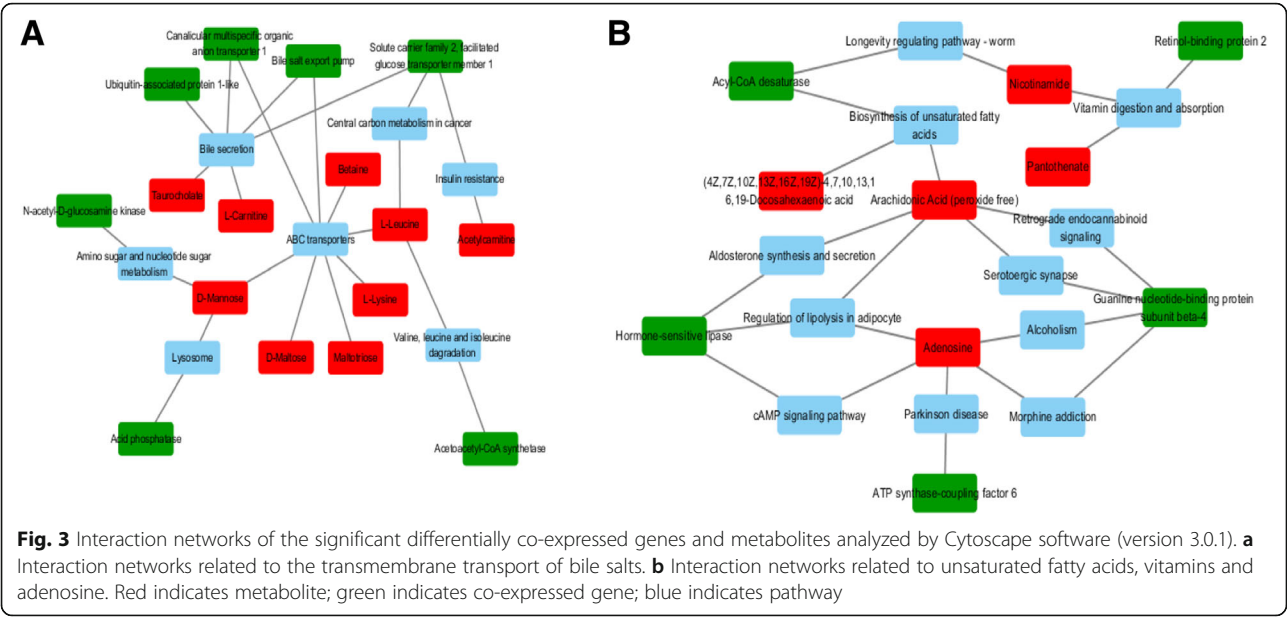 A
Canalicular multispecific organic
anion transporter 1
Bile salt export pump
Solute carrier family 2, facilitated
glucose transporter member 1
Ubiquitin-associated protein 1-like
Central carbon metabolism in cancer
Bile secretion
Betaine
Insulin resistance
Taurocholate
L-Carnitine
N-acetyl-D-glucosamine kinase
L-Leucine
ABC transporters
Acetylcarnitine
Amino sugar and nucleotide sugar
metabolism
D-Mannose
L-Lysine
Valine, leucine and isoleucine
degradation
Lysosome
D-Maltose
Maltotriose
Acid phosphatase
Acetoacetyl-CoA synthetase
B
Longevity regulating pathway - worm
Retinol-binding protein 2
Acyl-CoA desaturase
Nicotinamide
Vitamin digestion and absorption
Biosynthesis of unsaturated fatty
acids
Pantothenate
(4Z,7Z,10Z,13Z,16Z,19Z)-4,7,10,13,1
6,19-Docosahexaenoic acid
Arachidonic Acid (peroxide free)
Retrograde endocannabinoid
signaling
Aldosterone synthesis and secretion
Serotoergic synapse
Guanine nucleotide-binding protein
subunit beta-4
Regulation of lipolysis in adipocyte
Hormone-sensitive lipase
Alcoholism
Adenosine
cAMP signaling pathway
Parkinson disease
Morphine addiction
ATP synthase-coupling factor 6
Fig. 3 Interaction networks of the significant differentially co-expressed genes and metabolites analyzed by Cytoscape software (version 3.0.1). a
Interaction networks related to the transmembrane transport of bile salts. b Interaction networks related to unsaturated fatty acids, vitamins and
adenosine. Red indicates metabolite; green indicates co-expressed gene; blue indicates pathway